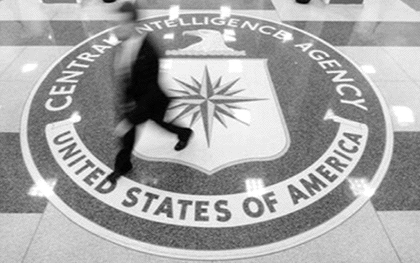 CENTRAL INTELLIGENCE AGENCY
UNITED STATES OF AMERICA